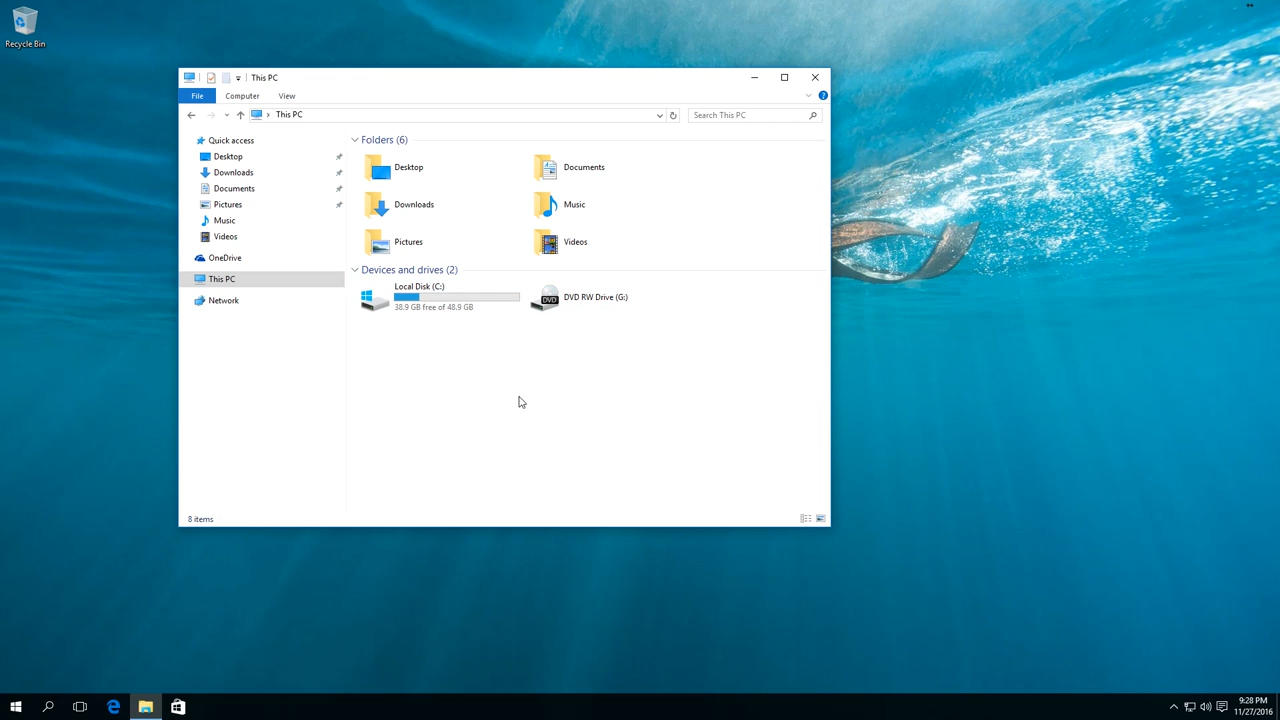 Recycle Bin
This PC
File Computer View
This PC Search This PC
Quick access
Desktop
Downloads
Documents
Pictures
Music
Videos
OneDrive
This PC
Network
Folders (6)
Desktop Documents
Downloads Music
Pictures Videos
Devices and drives (2)
Local Disk (C:)
38.9 GB free of 48.9 GB
DVD
DVD RW Drive (G:)
8 items
9:28 PM
11/27/2016